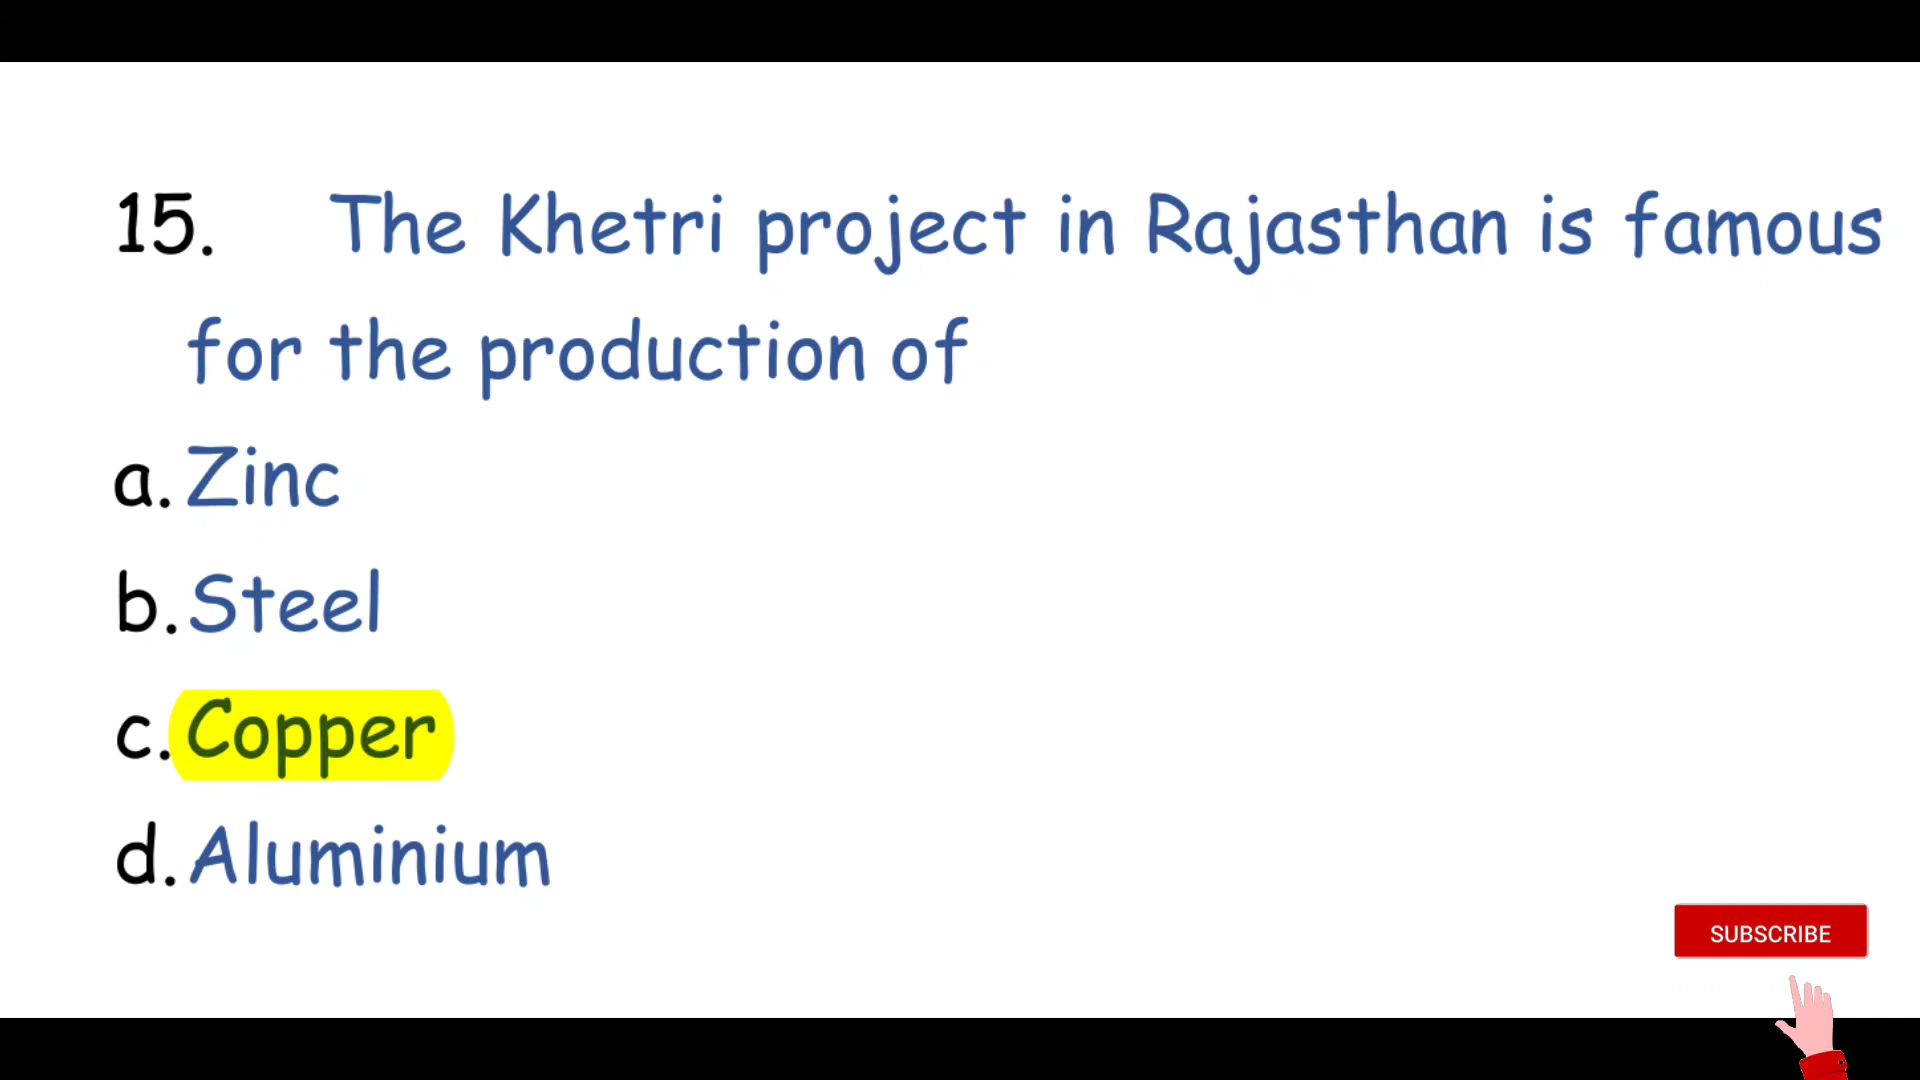 15. The Khetri project in Rajasthan is famous
for the production of
a. Zinc
b. Steel
c. Copper
d. Aluminium
SUBSCRIBE